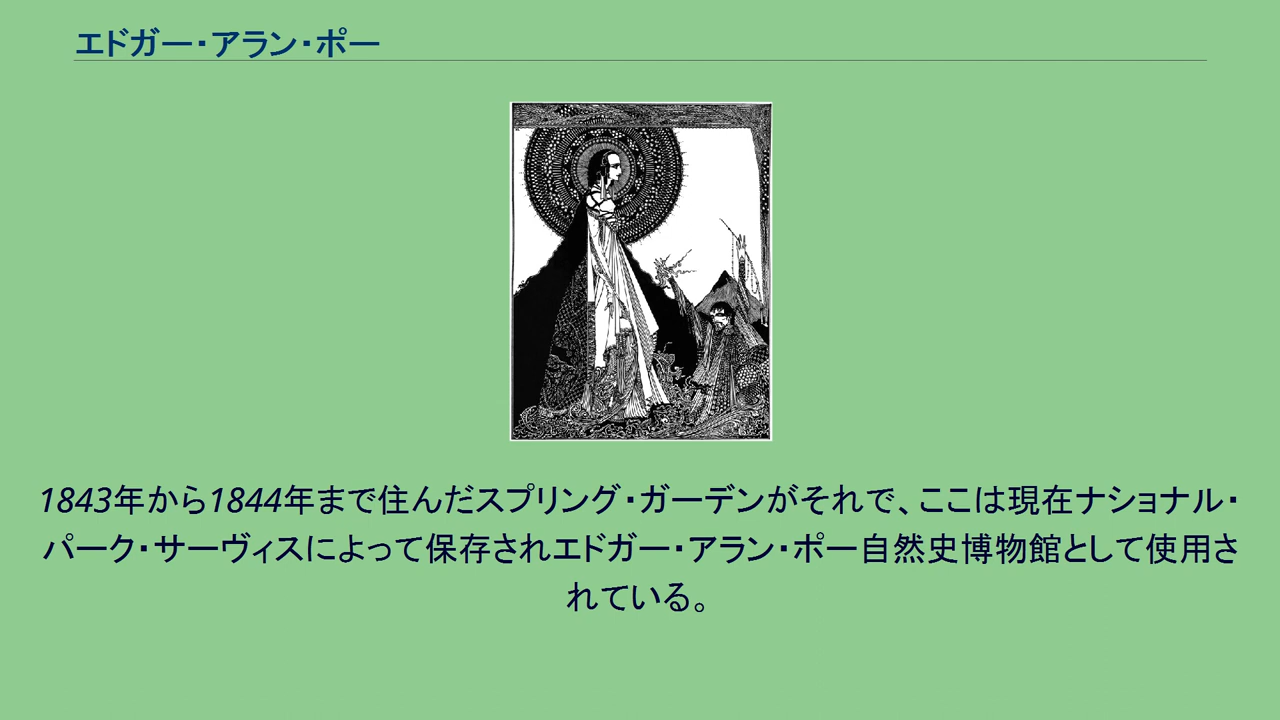 エドガー・アラン・ポー
1843年から1844年まで住んだスプリング・ガーデンがそれで、ここは現在ナショナル・
パーク・サーヴィスによって保存されエドガー・アラン・ポー自然史博物館として使用さ
れている。